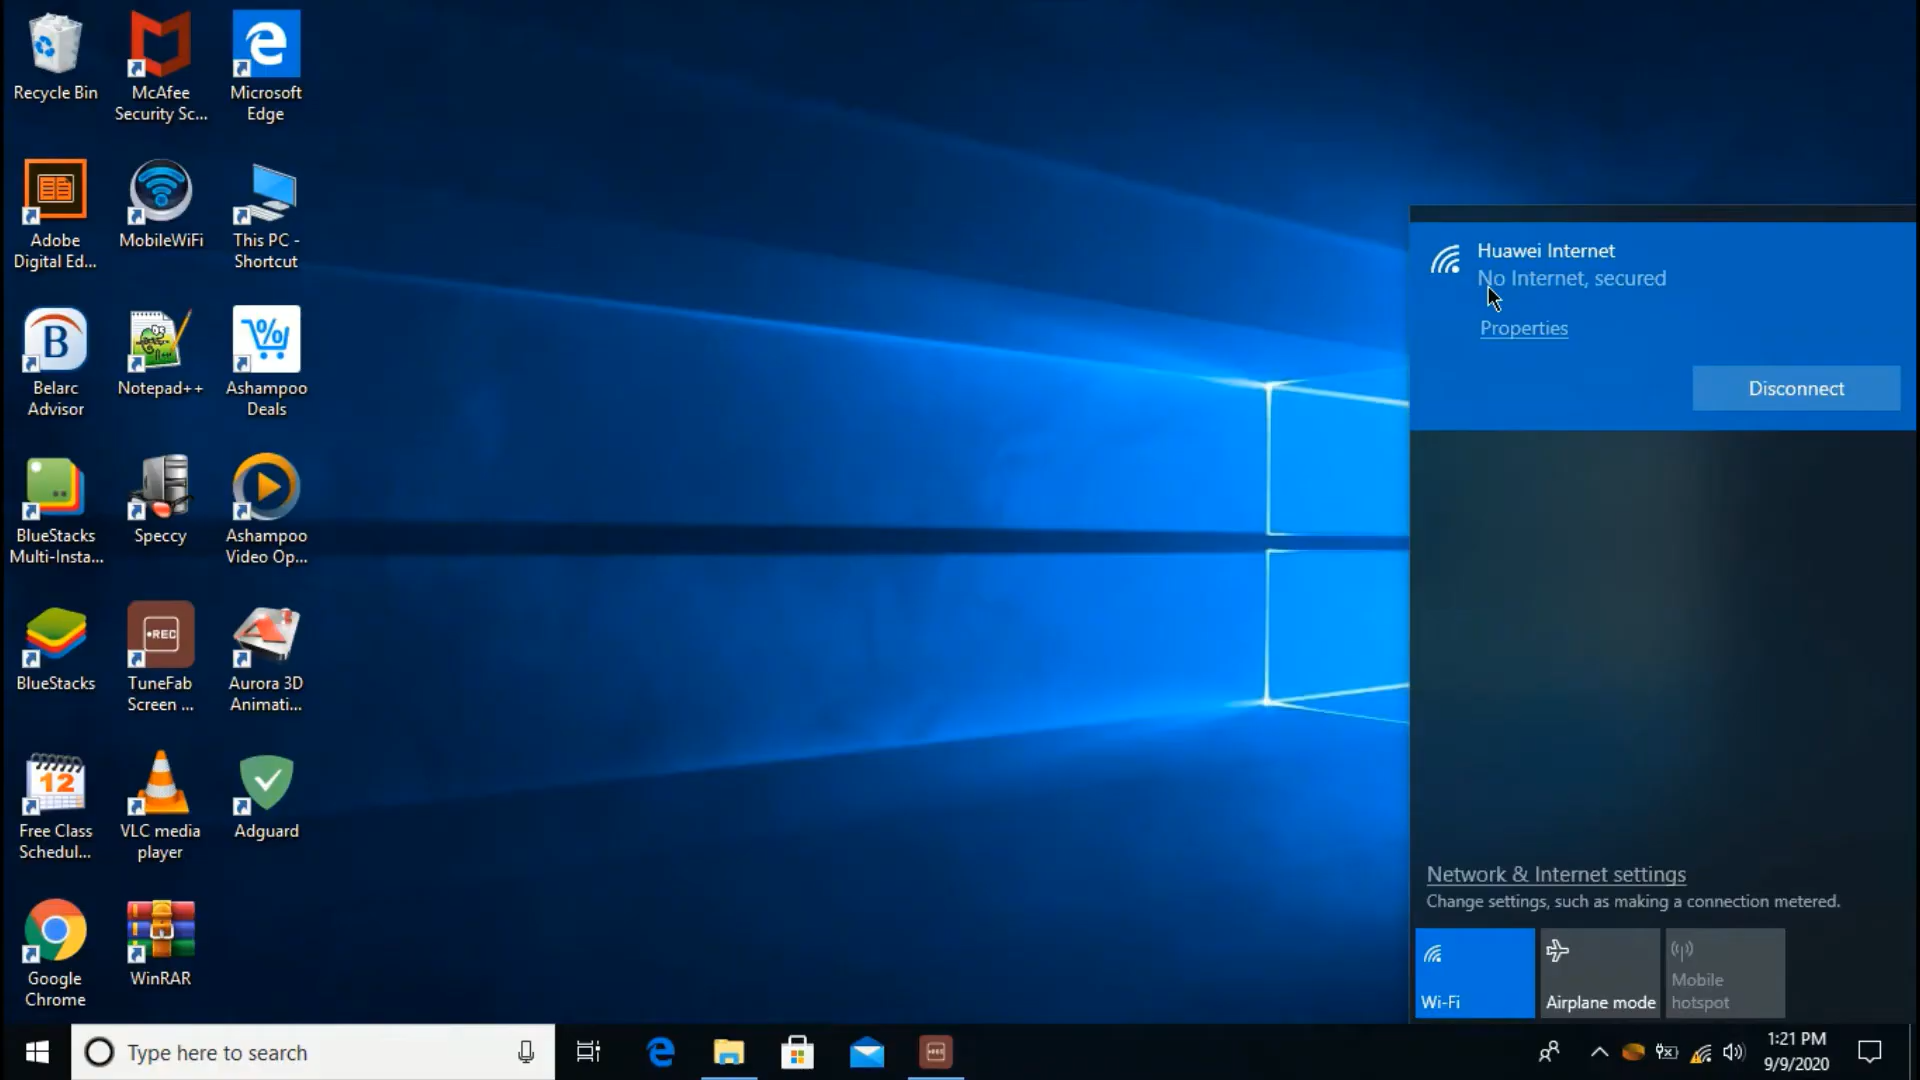 Recycle Bin
McAfee
Security Sc...
Microsoft
Edge
Adobe
Digital Ed...
MobileWiFi
This PC -
Shortcut
Belarc
Advisor
Notepad++
Ashampoo
Deals
BlueStacks
Multi-Insta...
Speccy
Ashampoo
Video Op...
BlueStacks
REC
TuneFab
Screen ...
Aurora 3D
Animati...
12
Free Class
Schedul...
VLC media
player
Adguard
Google
Chrome
WinRAR
Huawei Internet
No Internet, secured
Properties
Disconnect
Network & Internet settings
Change settings, such as making a connection metered.
Wi-Fi
Airplane mode
Mobile
hotspot
Type here to search
1:21 PM
9/9/2020